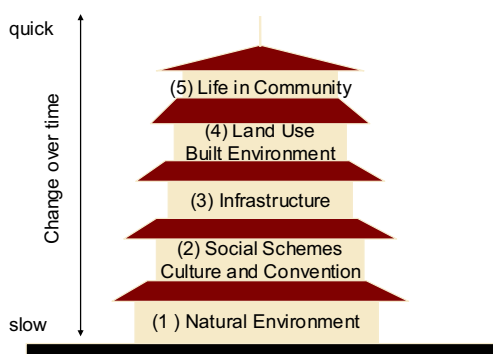 quick
Change over time
slow
(5) Life in Community
(4) Land Use
Built Environment
(3) Infrastructure
(2) Social Schemes
Culture and Convention
(1 ) Natural Environment